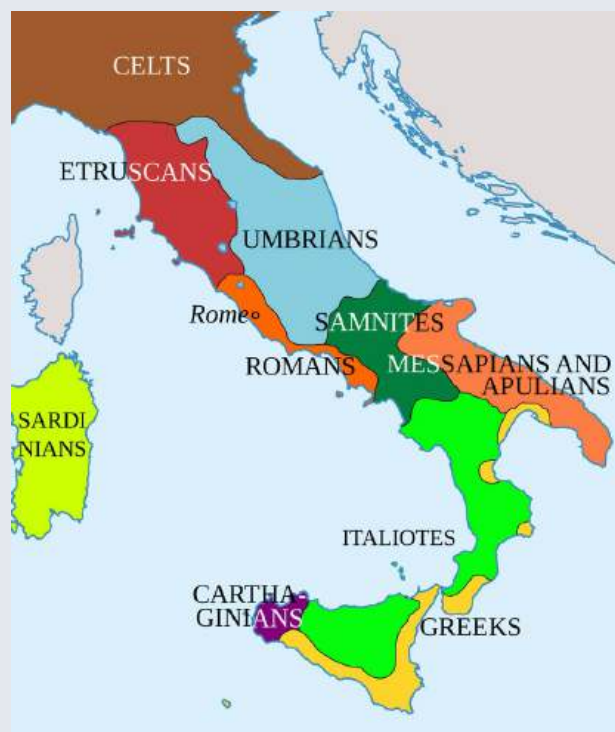 CELTS
ETRUSCANS
UMBRIANS
Rome
SAMNITES
ROMANS
MESSAPIANS AND
APULIANS
SARDI
NIANS
ITALIOTES
CARTHA-
GINIANS
GREEKS